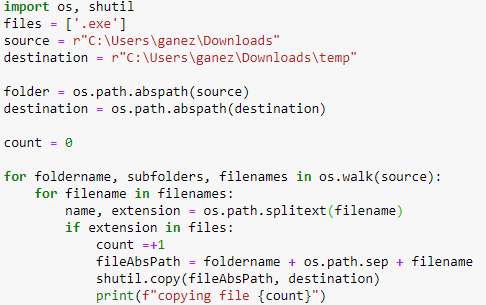 import os, shutil
files = ['.exe']
source = r"C:\Users\ganez\Downloads"
destination = r"C:\Users\ganez\Downloads\temp"

folder = os.path.abspath(source)
destination = os.path.abspath(destination)

count = 0

for foldername, subfolders, filenames in os.walk(source):
    for filename in filenames:
        name, extension = os.path.splitext(filename)
        if extension in files:
            count =+1
            fileAbsPath = foldername + os.path.sep + filename
            shutil.copy(fileAbsPath, destination)
            print(f"copying file {count}")